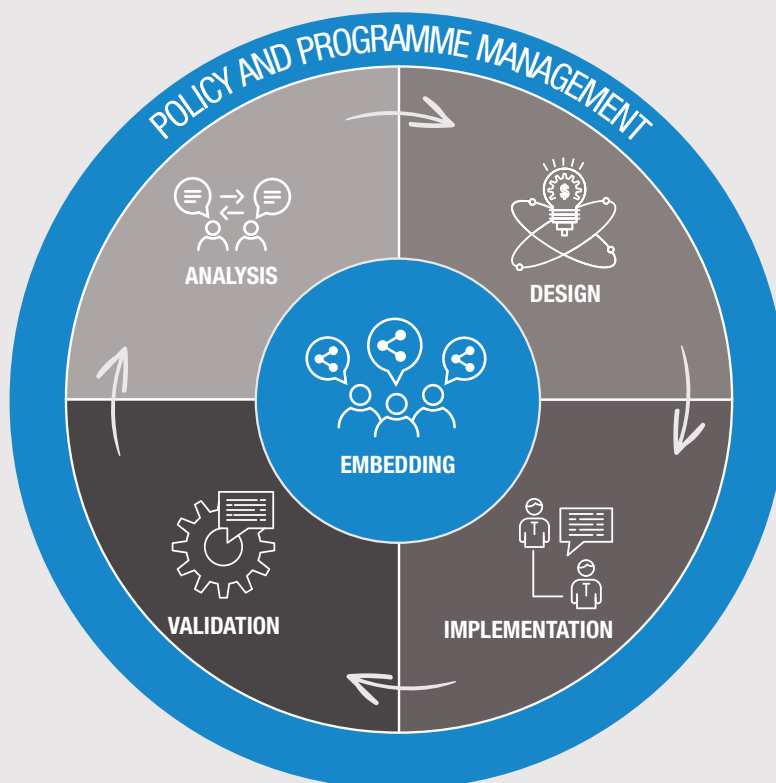 POLICY AND PROGRAMME MANAGEMENT
$
ANALYSIS
DESIGN
EMBEDDING
T
T
VALIDATION
IMPLEMENTATION